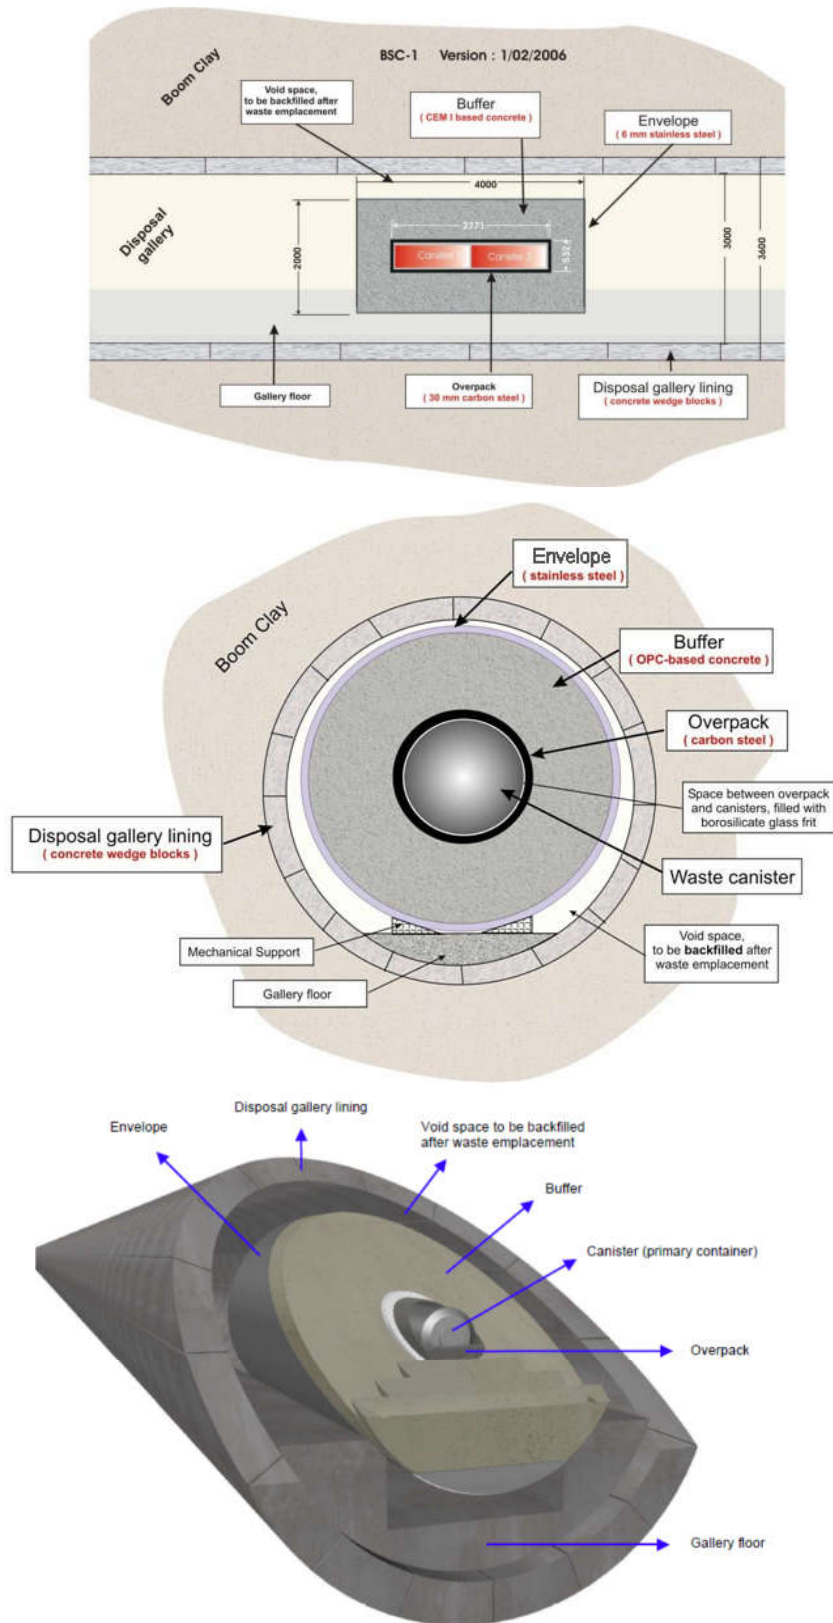 BSC-1 Version : 1/02/2006
Boom Clay
Void space,
to be backfilled after
waste emplacement
Buffer
( CEM I based concrete )
Envelope
( 6 mm stainless steel )
4000
Disposal
gallery
2000
2771
Canister
Canister 2
532
3000
3600
Gallery floor
Overpack
( 30 mm carbon steel )
Disposal gallery lining
( concrete wedge blocks )
Envelope
( stainless steel )
Boom Clay
Buffer
( OPC-based concrete )
Overpack
( carbon steel )
Space between overpack
and canisters, filled with
borosilicate glass frit
Disposal gallery lining
( concrete wedge blocks )
Waste canister
Mechanical Support
Void space,
to be backfilled after
waste emplacement
Gallery floor
Disposal gallery lining
Envelope
Void space to be backfilled
after waste emplacement
Buffer
Canister (primary container)
Overpack
Gallery floor